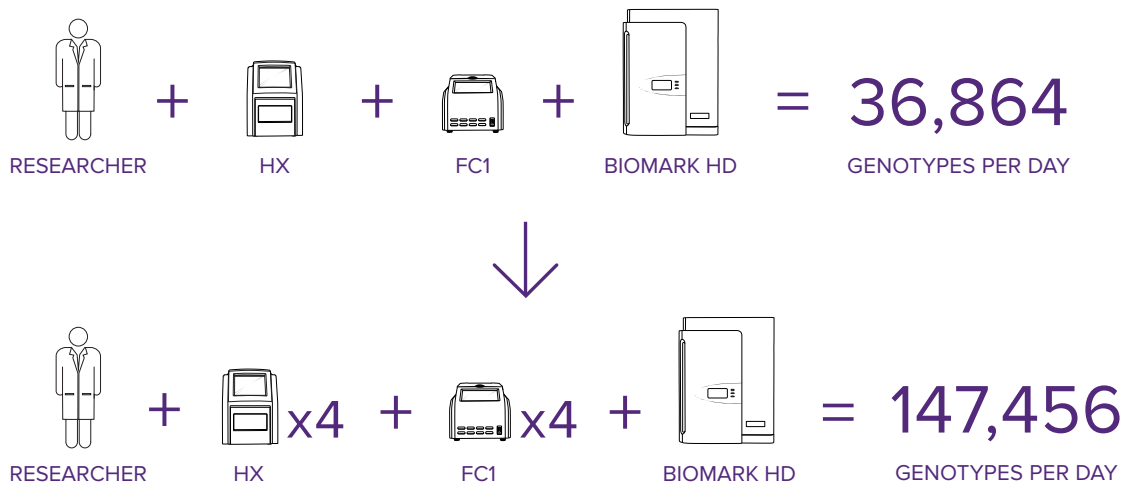 + + + = 36,864
RESEARCHER HX FC1 BIOMARK HD GENOTYPES PER DAY
+ x4 + x4 + = 147,456
RESEARCHER HX FC1 BIOMARK HD GENOTYPES PER DAY